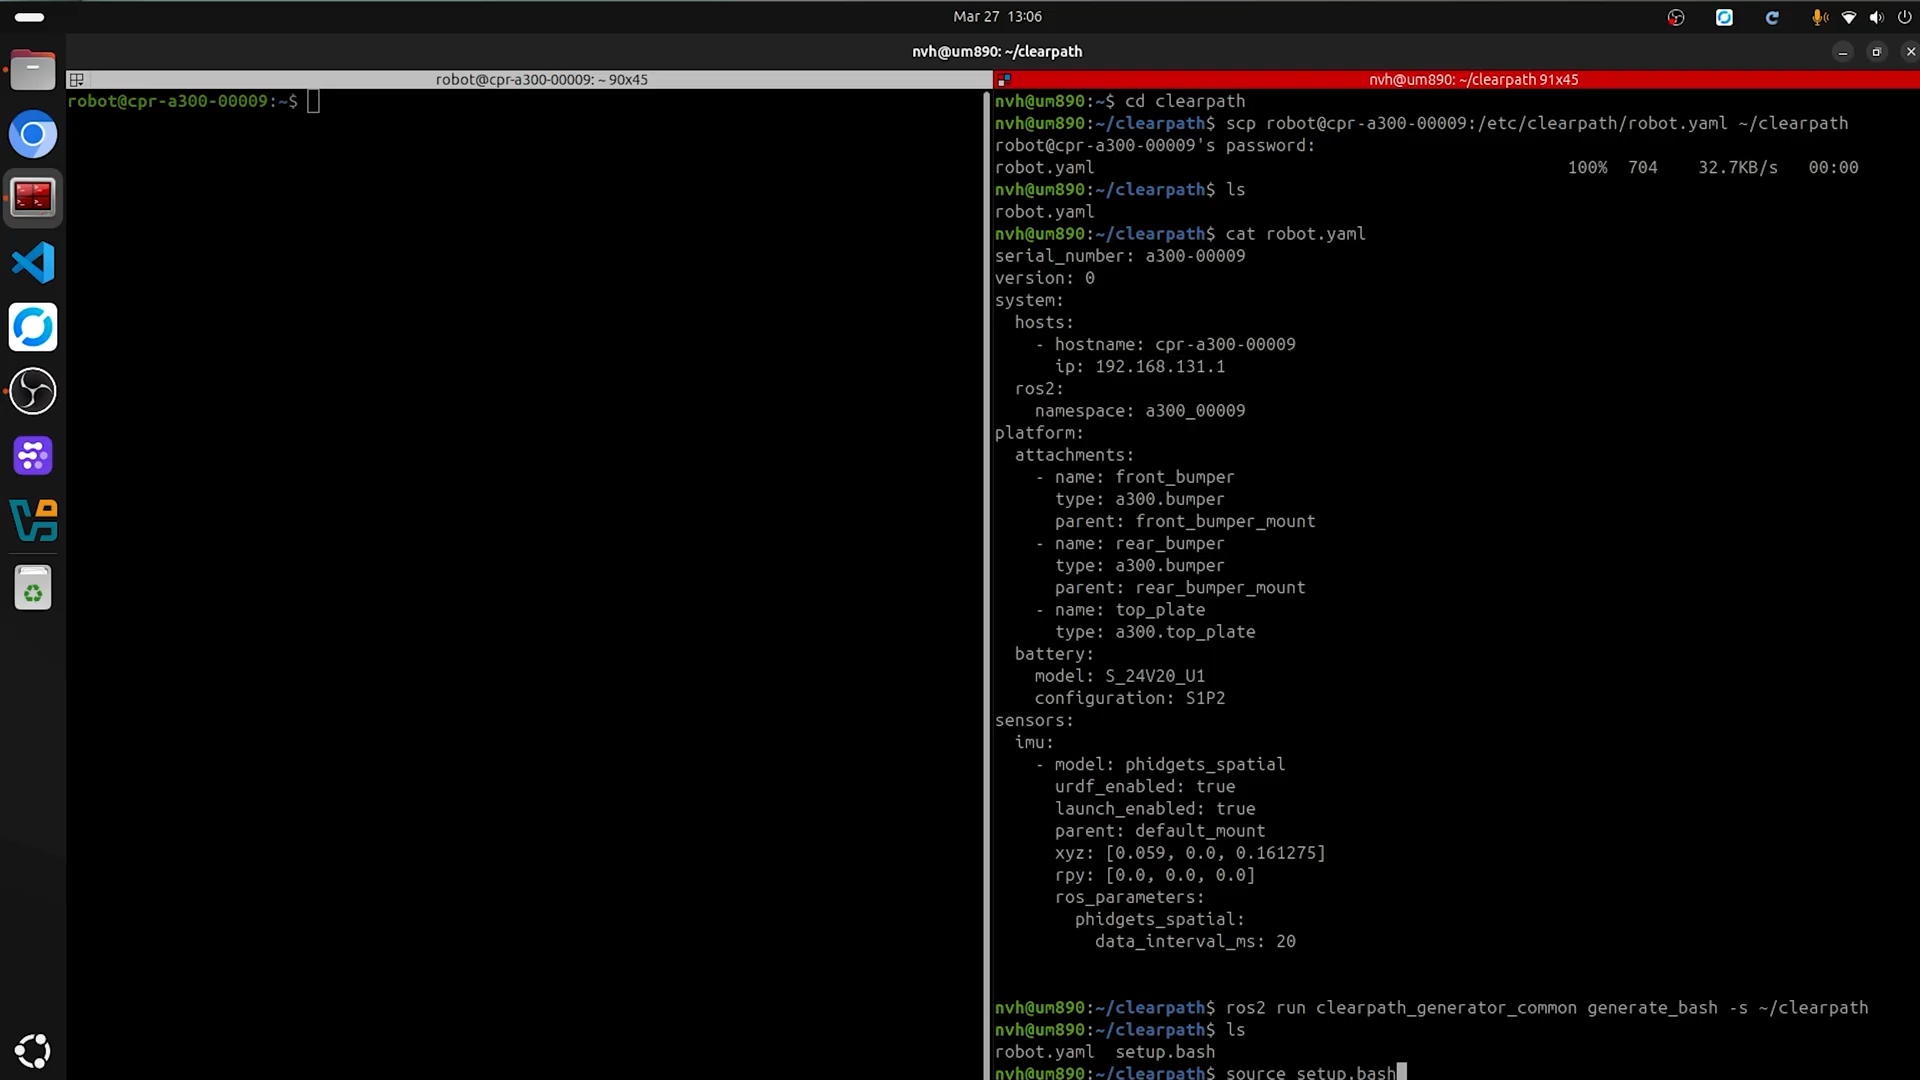 Mar 27 13:06
nvh@um890: ~/clearpath
robot@cpr-a300-00009: ~ 90x45
robot@cpr-a300-00009:~$
nvh@um890: ~/clearpath 91x45
nvh@um890:~$ cd clearpath
nvh@um890:~/clearpath$ scp robot@cpr-a300-00009:/etc/clearpath/robot.yaml ~/clearpath
robot@cpr-a300-00009's password:
robot.yaml 100% 704 32.7KB/s 00:00
nvh@um890:~/clearpath$ ls
robot.yaml
nvh@um890:~/clearpath$ cat robot.yaml
serial_number: a300-00009
version: 0
system:
  hosts:
    - hostname: cpr-a300-00009
      ip: 192.168.131.1
  ros2:
    namespace: a300_00009
platform:
  attachments:
    - name: front_bumper
      type: a300.bumper
      parent: front_bumper_mount
    - name: rear_bumper
      type: a300.bumper
      parent: rear_bumper_mount
    - name: top_plate
      type: a300.top_plate
  battery:
    model: S_24V20_U1
    configuration: S1P2
sensors:
  imu:
    - model: phidgets_spatial
      urdf_enabled: true
      launch_enabled: true
      parent: default_mount
      xyz: [0.059, 0.0, 0.161275]
      rpy: [0.0, 0.0, 0.0]
      ros_parameters:
        phidgets_spatial:
          data_interval_ms: 20
nvh@um890:~/clearpath$ ros2 run clearpath_generator_common generate_bash -s ~/clearpath
nvh@um890:~/clearpath$ ls
robot.yaml  setup.bash
nvh@um890:~/clearpath$ source setup.bash